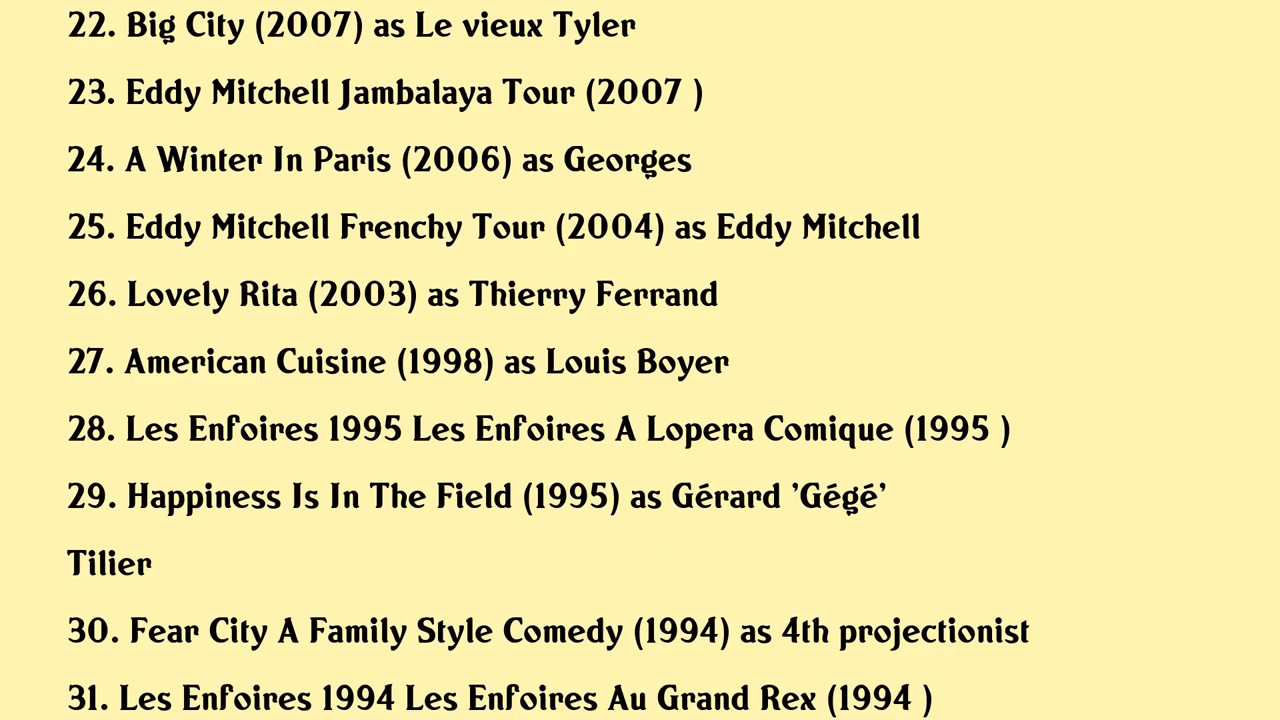 22. Big City (2007) as Le vieux Tyler
23. Eddy Mitchell Jambalaya Tour (2007 )
24. A Winter In Paris (2006) as Georges
25. Eddy Mitchell Frenchy Tour (2004) as Eddy Mitchell
26. Lovely Rita (2003) as Thierry Ferrand
27. American Cuisine (1998) as Louis Boyer
28. Les Enfoires 1995 Les Enfoires A Lopera Comique (1995 )
29. Happiness Is In The Field (1995) as Gérard 'Gégé'
Tilier
30. Fear City A Family Style Comedy (1994) as 4th projectionist
31. Les Enfoires 1994 Les Enfoires Au Grand Rex (1994 )